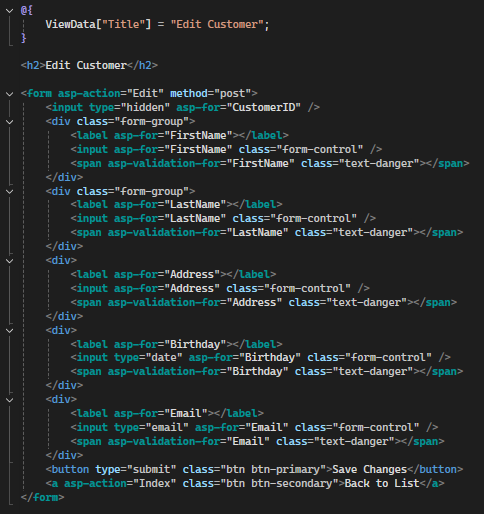 @{
    ViewData["Title"] = "Edit Customer";
}

<h2>Edit Customer</h2>

<form asp-action="Edit" method="post">
    <input type="hidden" asp-for="CustomerID" />
    <div class="form-group">
        <label asp-for="FirstName"></label>
        <input asp-for="FirstName" class="form-control" />
        <span asp-validation-for="FirstName" class="text-danger"></span>
    </div>
    <div class="form-group">
        <label asp-for="LastName"></label>
        <input asp-for="LastName" class="form-control" />
        <span asp-validation-for="LastName" class="text-danger"></span>
    </div>
    <div>
        <label asp-for="Address"></label>
        <input asp-for="Address" class="form-control" />
        <span asp-validation-for="Address" class="text-danger"></span>
    </div>
    <div>
        <label asp-for="Birthday"></label>
        <input type="date" asp-for="Birthday" class="form-control" />
        <span asp-validation-for="Birthday" class="text-danger"></span>
    </div>
    <div>
        <label asp-for="Email"></label>
        <input type="email" asp-for="Email" class="form-control" />
        <span asp-validation-for="Email" class="text-danger"></span>
    </div>
    <button type="submit" class="btn btn-primary">Save Changes</button>
    <a asp-action="Index" class="btn btn-secondary">Back to List</a>
</form>